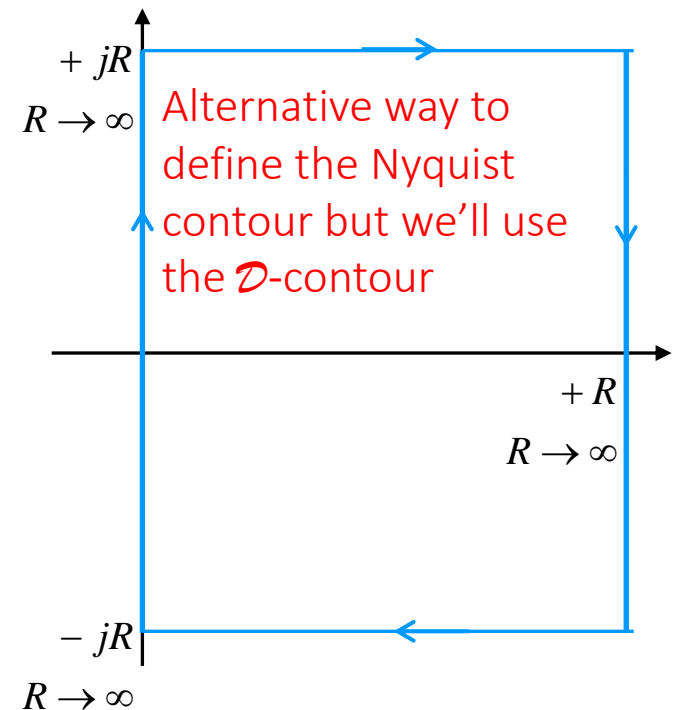 + jR
R → ∞
Alternative way to
define the Nyquist
contour but we’ll use
the 𝒟-contour
+ R
R → ∞
− jR
R → ∞